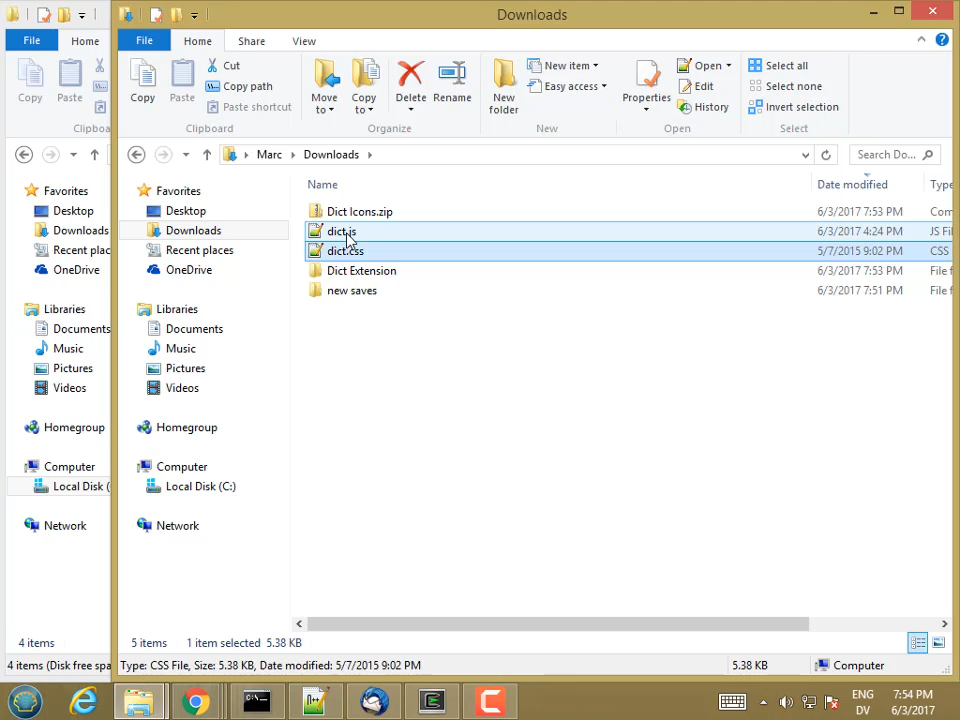 Downloads
File Home
File Home Share View
Copy Paste
Copy Paste Cut Copy path Paste shortcut
Move to Copy to Delete Rename
New folder New item Easy access
Properties Open Edit History
Select all Select none Invert selection
Clipboard Organize New Open Select
Marc Downloads
Search Do...
Favorites
Desktop
Downloads
OneDrive
Libraries
Documents
Music
Pictures
Videos
Homegroup
Computer
Local Disk (
Network
Favorites
Desktop
Downloads
Recent places
OneDrive
Libraries
Documents
Music
Pictures
Videos
Homegroup
Computer
Local Disk (C:)
Network
Name Date modified Type
Dict Icons.zip 6/3/2017 7:53 PM
dict.js 6/3/2017 4:24 PM JS Fil
dict.css 5/7/2015 9:02 PM CSS
Dict Extension 6/3/2017 7:53 PM File f
new saves 6/3/2017 7:51 PM File f
4 items
5 items 1 item selected 5.38 KB
4 items (Disk free spa
Type: CSS File, Size: 5.38 KB, Date modified: 5/7/2015 9:02 PM 5.38 KB Computer
ENG 7:54 PM
DV 6/3/2017